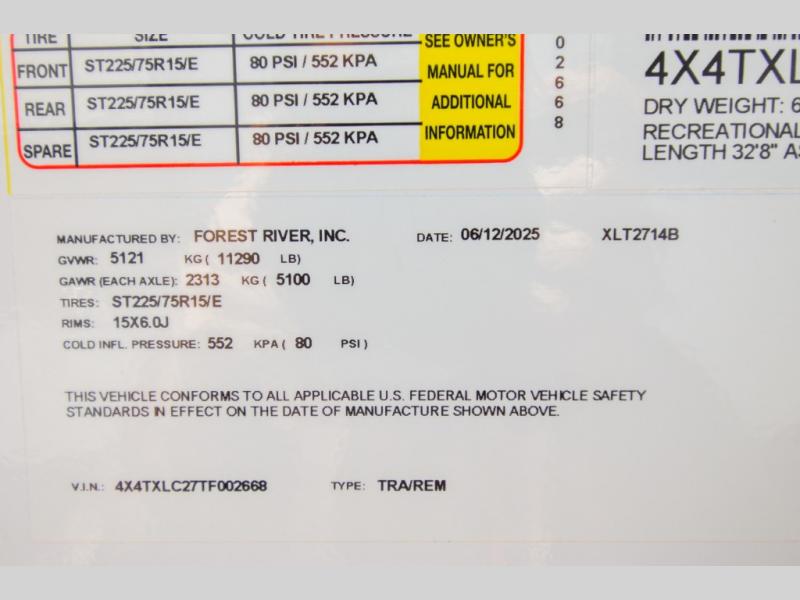 TIRE SIZE COLD TIRE PRESSURE
SEE OWNER'S
FRONT ST225/75R15/E 80 PSI / 552 KPA
MANUAL FOR
REAR ST225/75R15/E 80 PSI / 552 KPA
ADDITIONAL
SPARE ST225/75R15/E 80 PSI / 552 KPA
INFORMATION
0
2
6
6
8
4X4TXL
DRY WEIGHT: 6
RECREATIONAL
LENGTH 32'8" AS
MANUFACTURED BY: FOREST RIVER, INC. DATE: 06/12/2025 XLT2714B
GVWR: 5121 KG ( 11290 LB)
GAWR (EACH AXLE): 2313 KG ( 5100 LB)
TIRES: ST225/75R15/E
RIMS: 15X6.0J
COLD INFL. PRESSURE: 552 KPA ( 80 PSI )
THIS VEHICLE CONFORMS TO ALL APPLICABLE U.S. FEDERAL MOTOR VEHICLE SAFETY
STANDARDS IN EFFECT ON THE DATE OF MANUFACTURE SHOWN ABOVE.
V.I.N.: 4X4TXLC27TF002668 TYPE: TRA/REM